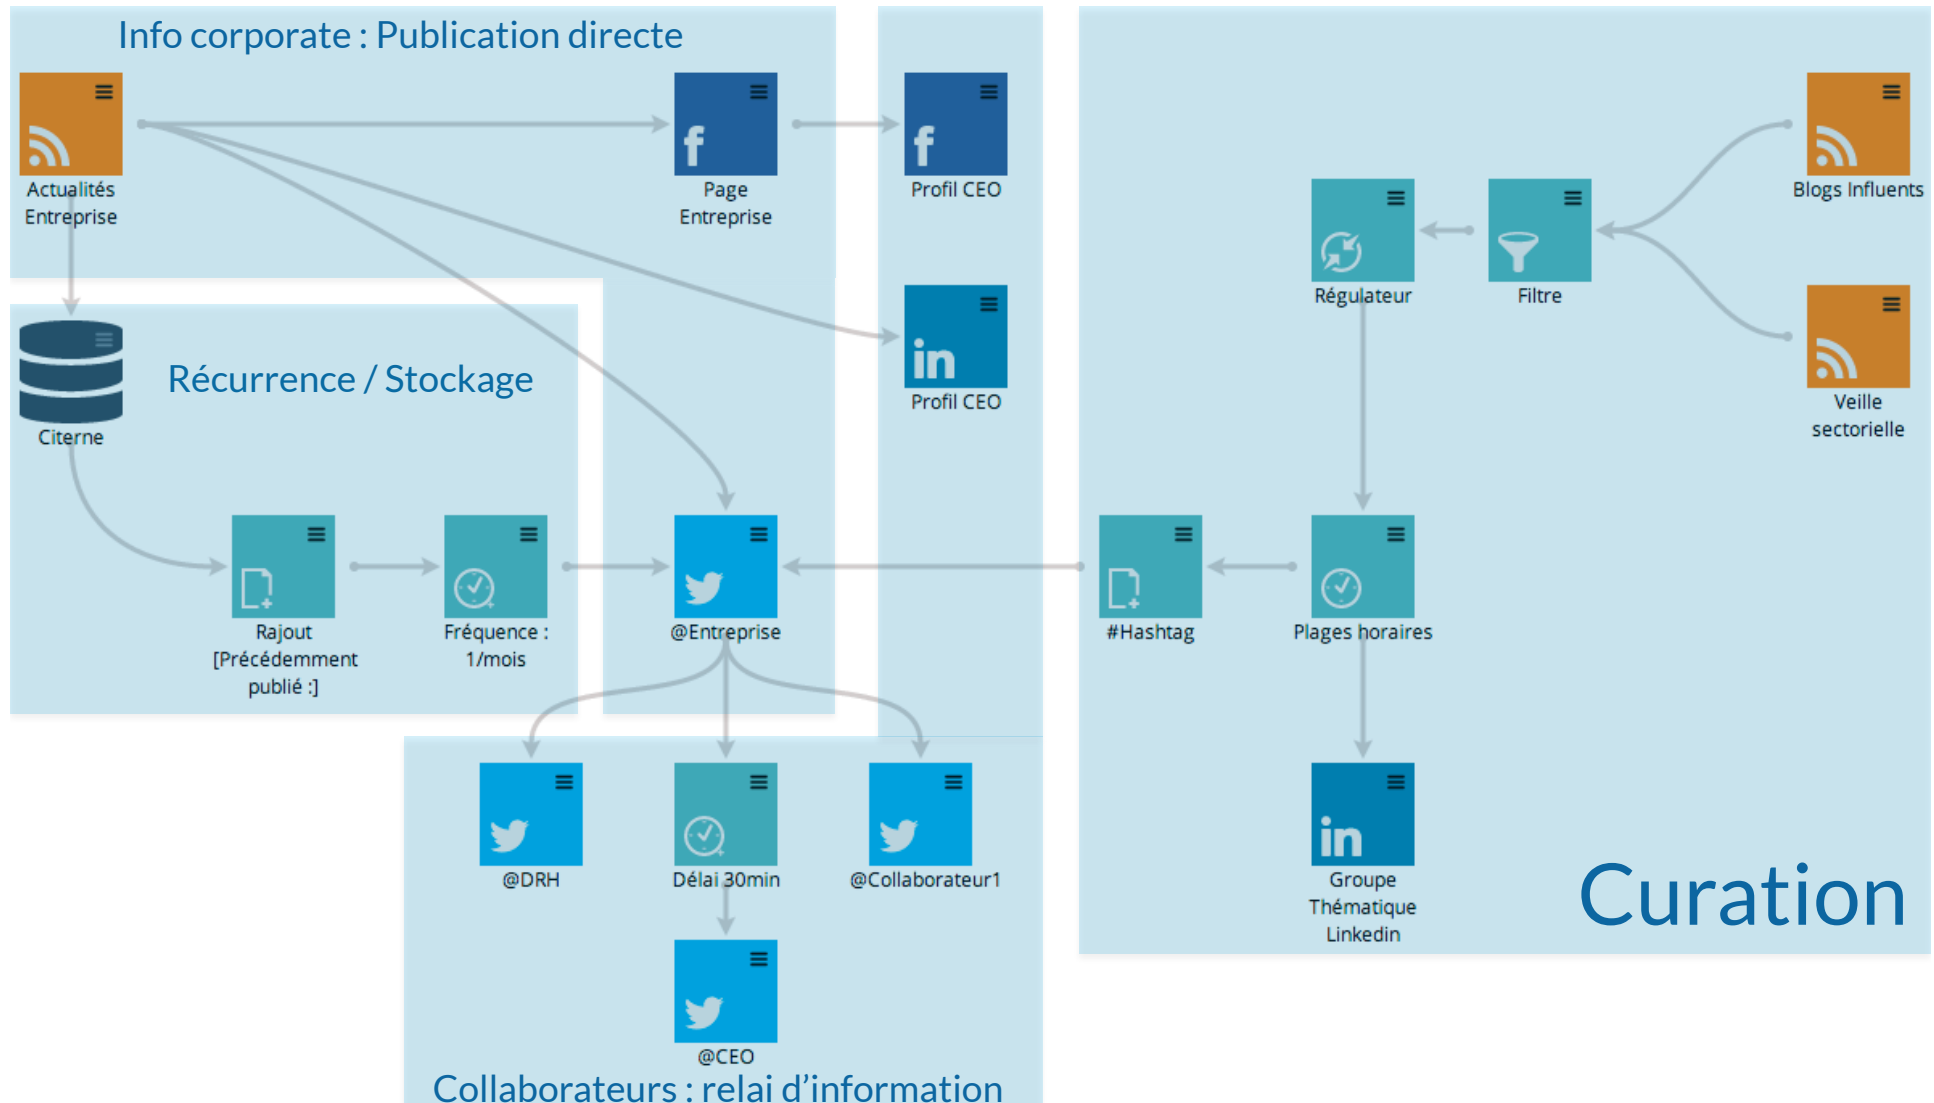 Info corporate : Publication directe
Actualités
Entreprise
Page
Entreprise
Profil CEO
Profil CEO
Citerne
Récurrence / Stockage
Rajout
[Précédemment
publié :]
Fréquence :
1/mois
@Entreprise
@DRH
Délai 30min
@Collaborateur1
@CEO
Collaborateurs : relai d’information
Blogs Influents
Régulateur
Filtre
Veille
sectorielle
#Hashtag
Plages horaires
Groupe
Thématique
Linkedin
Curation